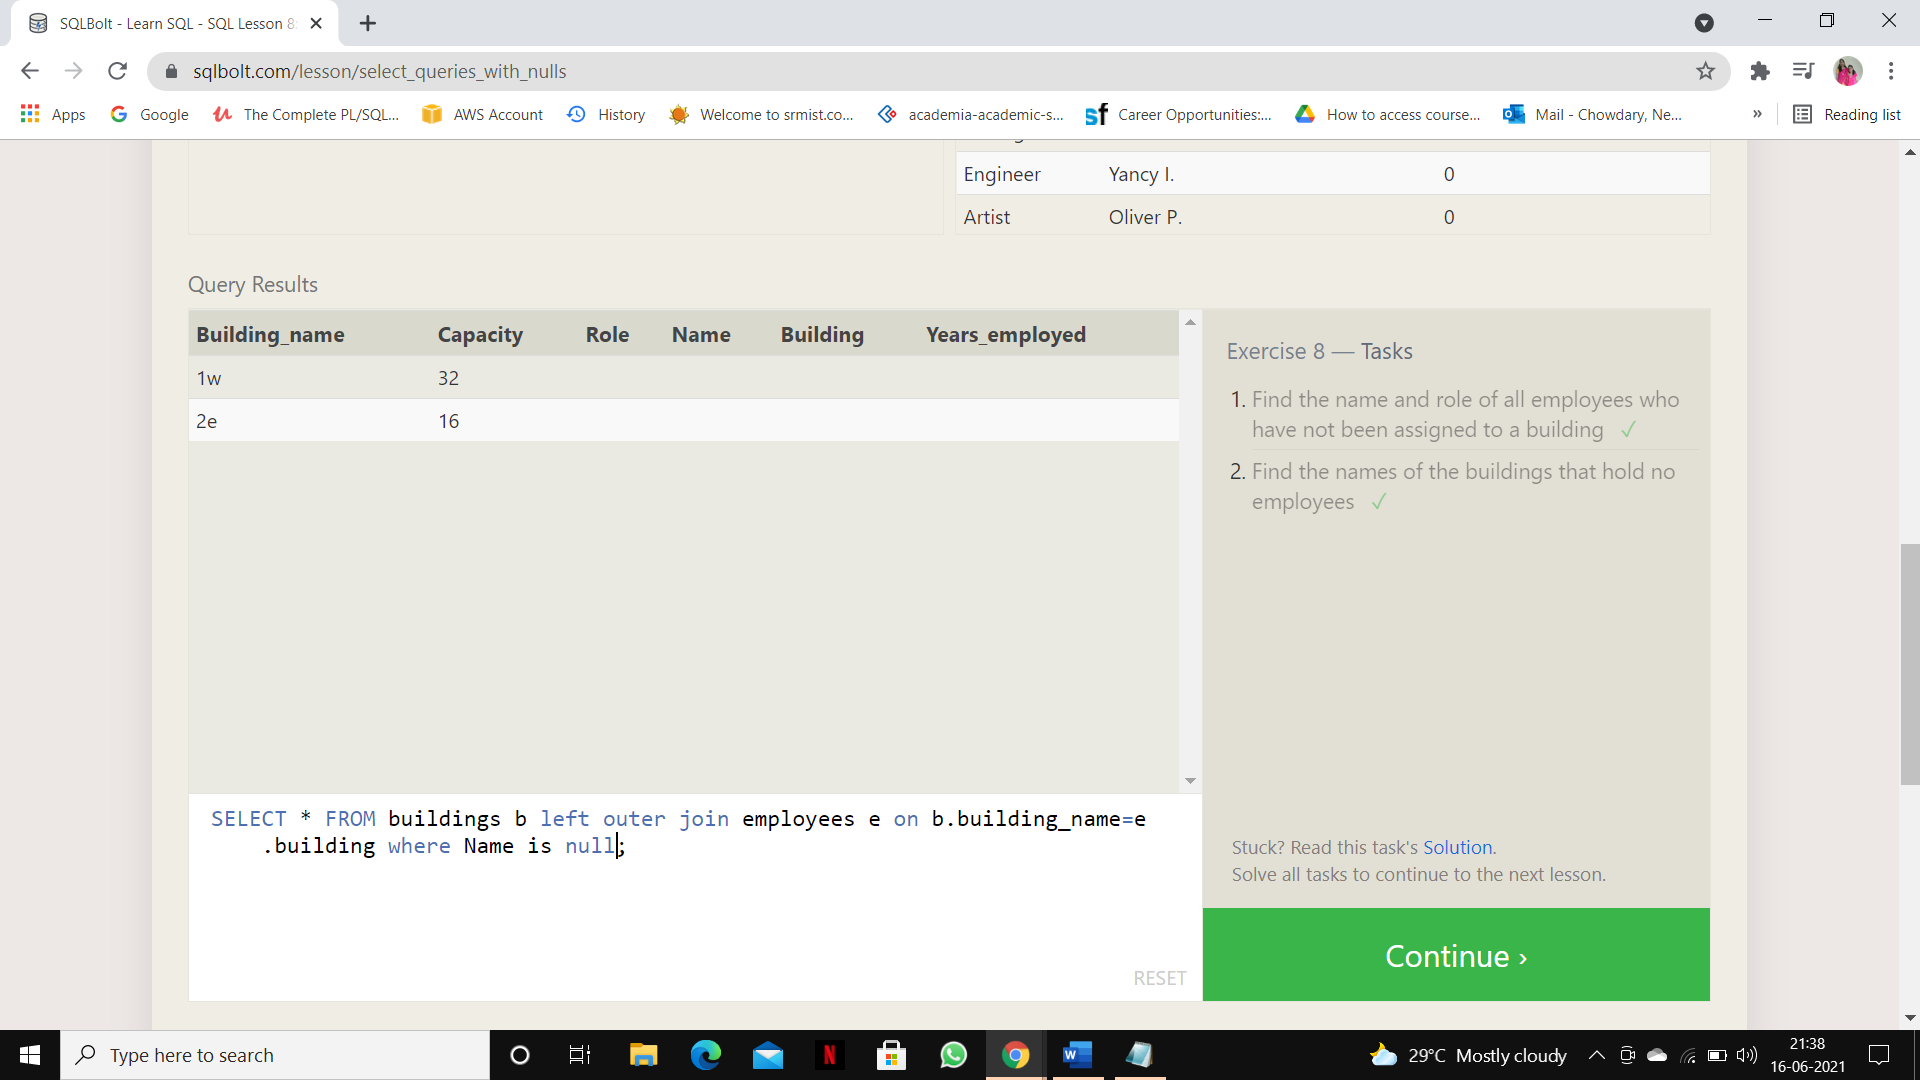 SQLBolt - Learn SQL - SQL Lesson 8:
sqlbolt.com/lesson/select_queries_with_nulls
Apps Google The Complete PL/SQL... AWS Account History Welcome to srmist.co... academia-academic-s... Career Opportunities:... How to access course... Mail - Chowdary, Ne... » Reading list
Engineer Yancy I. 0
Artist Oliver P. 0
Query Results
Building_name Capacity Role Name Building Years_employed
1w 32
2e 16
Exercise 8 — Tasks
1. Find the name and role of all employees who
have not been assigned to a building ✓
2. Find the names of the buildings that hold no
employees ✓
SELECT * FROM buildings b left outer join employees e on b.building_name=e
.building where Name is null;
RESET
Stuck? Read this task's Solution.
Solve all tasks to continue to the next lesson.
Continue ›
Type here to search
29°C Mostly cloudy
21:38
16-06-2021